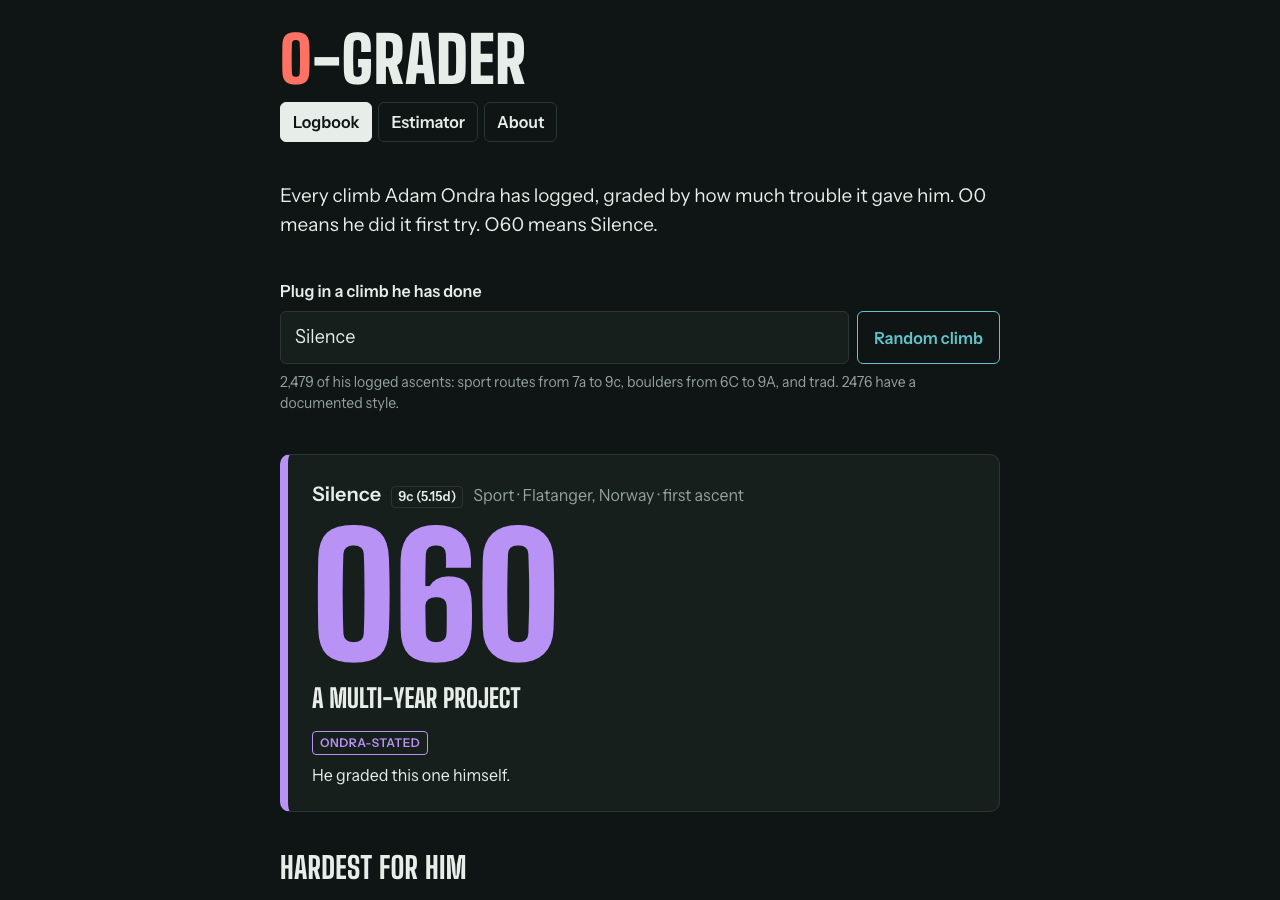 O-GRADER
Logbook Estimator About
Every climb Adam Ondra has logged, graded by how much trouble it gave him. O0
means he did it first try. O60 means Silence.
Plug in a climb he has done
Silence Random climb
2,479 of his logged ascents: sport routes from 7a to 9c, boulders from 6C to 9A, and trad. 2476 have a
documented style.
Silence 9c (5.15d) Sport · Flatanger, Norway · first ascent
O60
A MULTI-YEAR PROJECT
ONDRA-STATED
He graded this one himself.
HARDEST FOR HIM